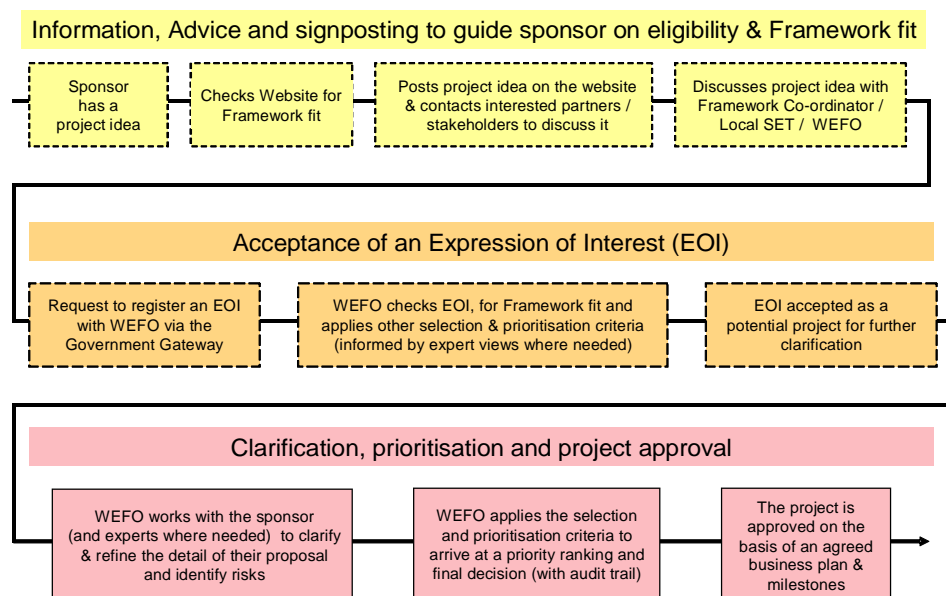 Information, Advice and signposting to guide sponsor on eligibility & Framework fit
Sponsor
has a
project idea
Checks Website for
Framework fit
Posts project idea on the website
& contacts interested partners /
stakeholders to discuss it
Discusses project idea with
Framework Co-ordinator /
Local SET / WEFO
Acceptance of an Expression of Interest (EOI)
Request to register an EOI
with WEFO via the
Government Gateway
WEFO checks EOI, for Framework fit and
applies other selection & prioritisation criteria
(informed by expert views where needed)
EOI accepted as a
potential project for further
clarification
Clarification, prioritisation and project approval
WEFO works with the sponsor
(and experts where needed) to clarify
& refine the detail of their proposal
and identify risks
WEFO applies the selection
and prioritisation criteria to
arrive at a priority ranking and
final decision (with audit trail)
The project is
approved on the
basis of an agreed
business plan &
milestones